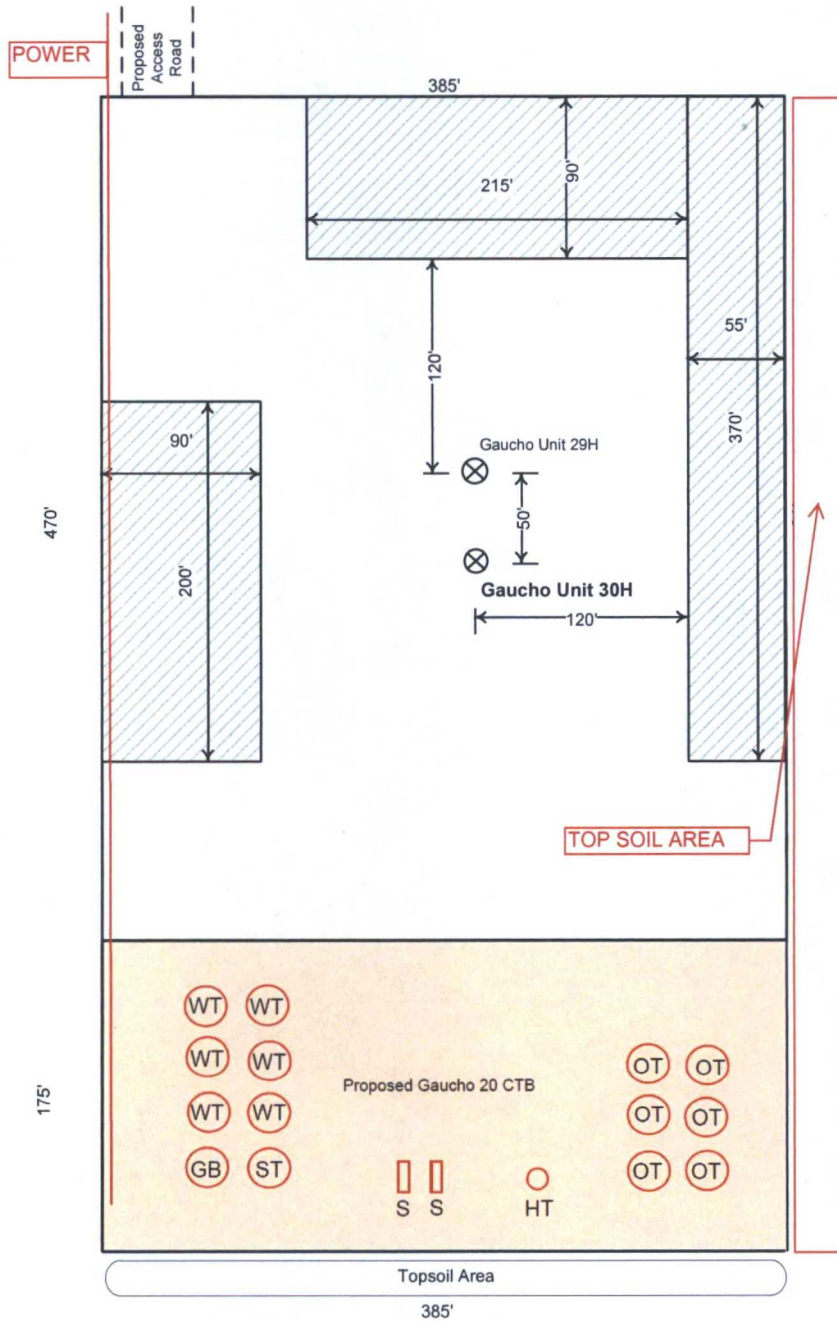 POWER
Proposed
Access
Road
385'
215'
90'
55'
120'
370'
90'
Gaucho Unit 29H
470'
50'
200'
Gaucho Unit 30H
120'
TOP SOIL AREA
WT WT
WT WT OT OT
Proposed Gaucho 20 CTB
175'
WT WT OT OT
GB ST OT OT
S S HT
Topsoil Area
385'